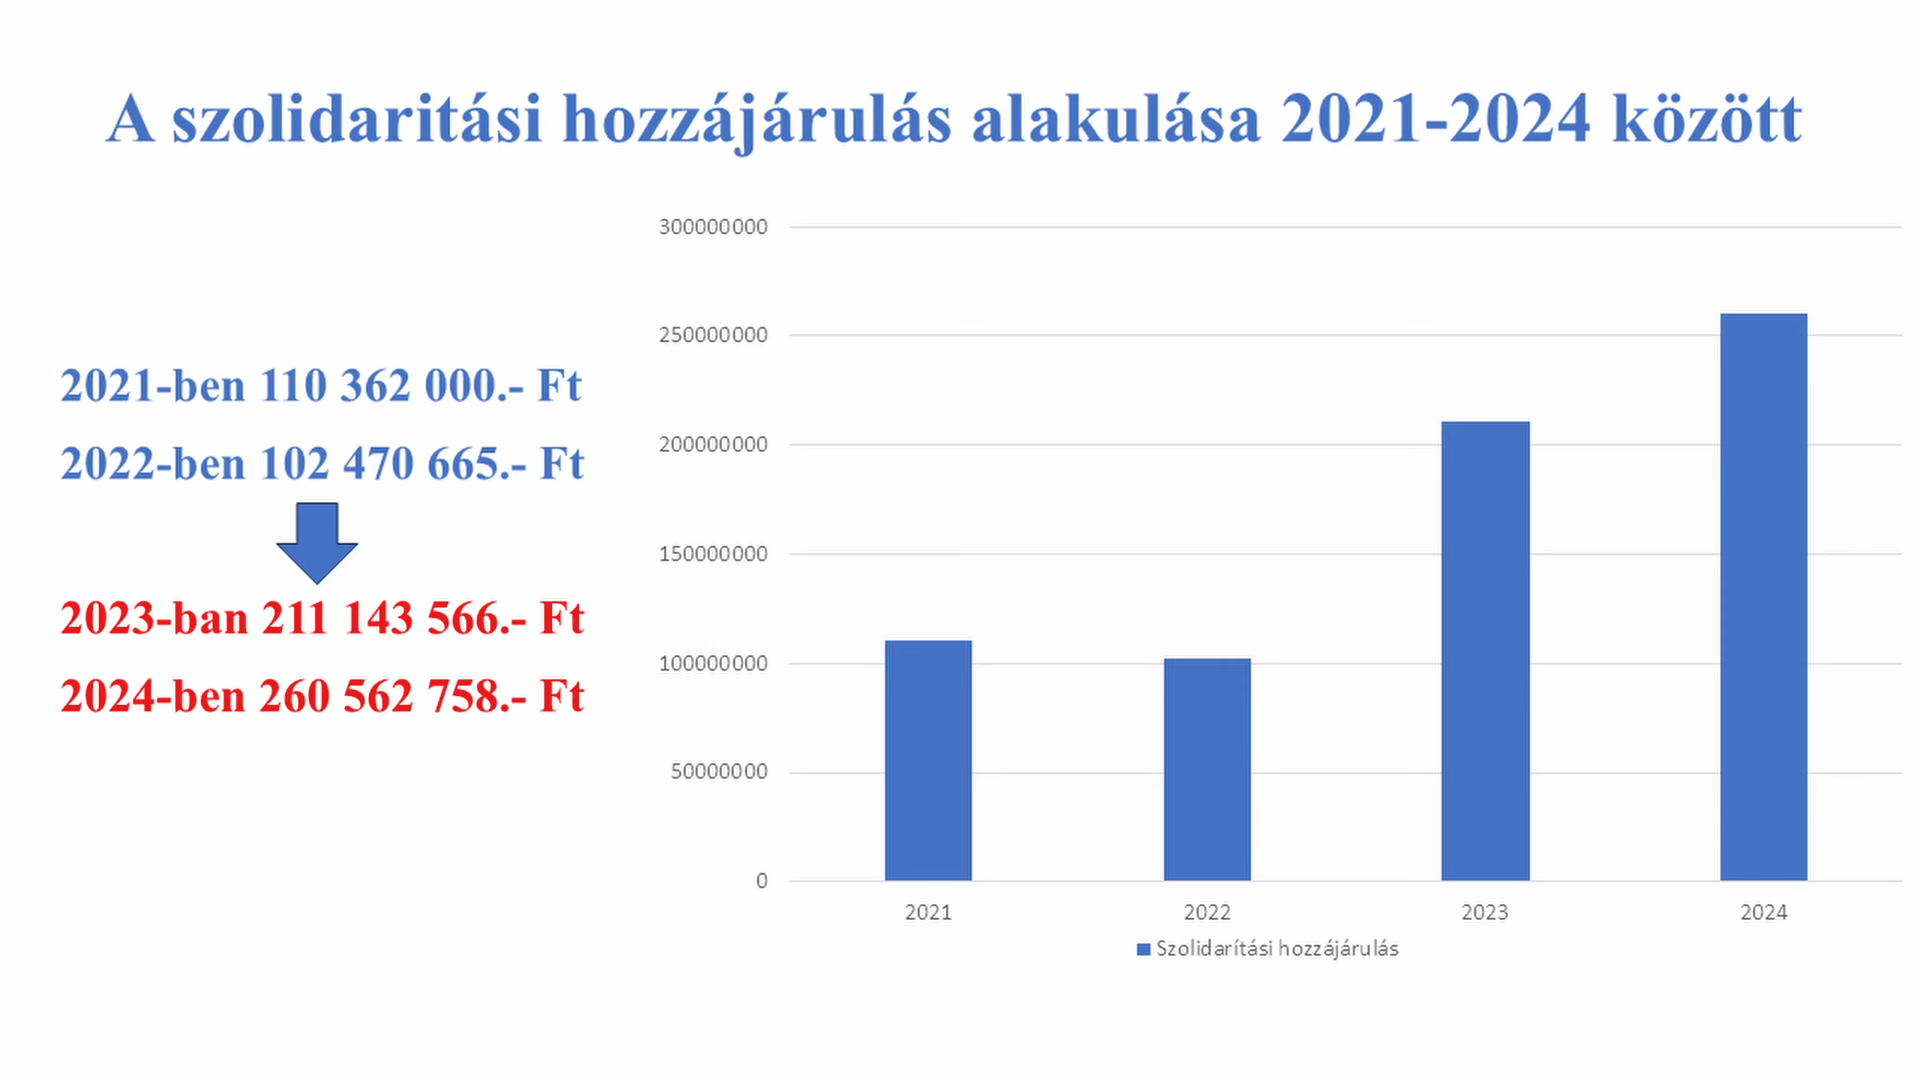 A szolidaritási hozzájárulás alakulása 2021-2024 között
2021-ben 110 362 000.- Ft
2022-ben 102 470 665.- Ft
2023-ban 211 143 566.- Ft
2024-ben 260 562 758.- Ft
300000000
250000000
200000000
150000000
100000000
50000000
0
2021 2022 2023 2024
Szolidarítási hozzájárulás